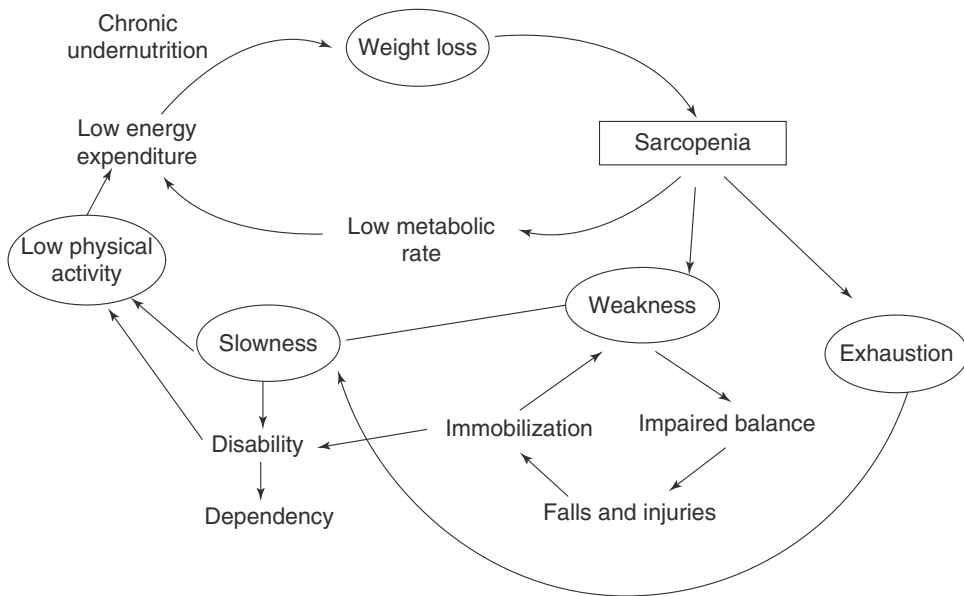 Chronic
undernutrition
Weight loss
Low energy
expenditure
Sarcopenia
Low physical
activity
Low metabolic
rate
Weakness
Slowness
Exhaustion
Disability
Immobilization
Impaired balance
Dependency
Falls and injuries